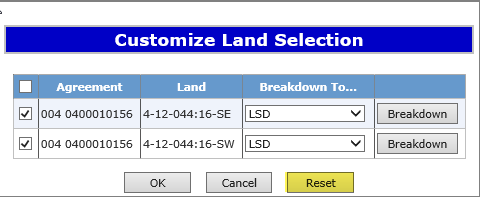 Customize Land Selection
Agreement Land Breakdown To...
004 0400010156 4-12-044:16-SE LSD Breakdown
004 0400010156 4-12-044:16-SW LSD Breakdown
OK Cancel Reset